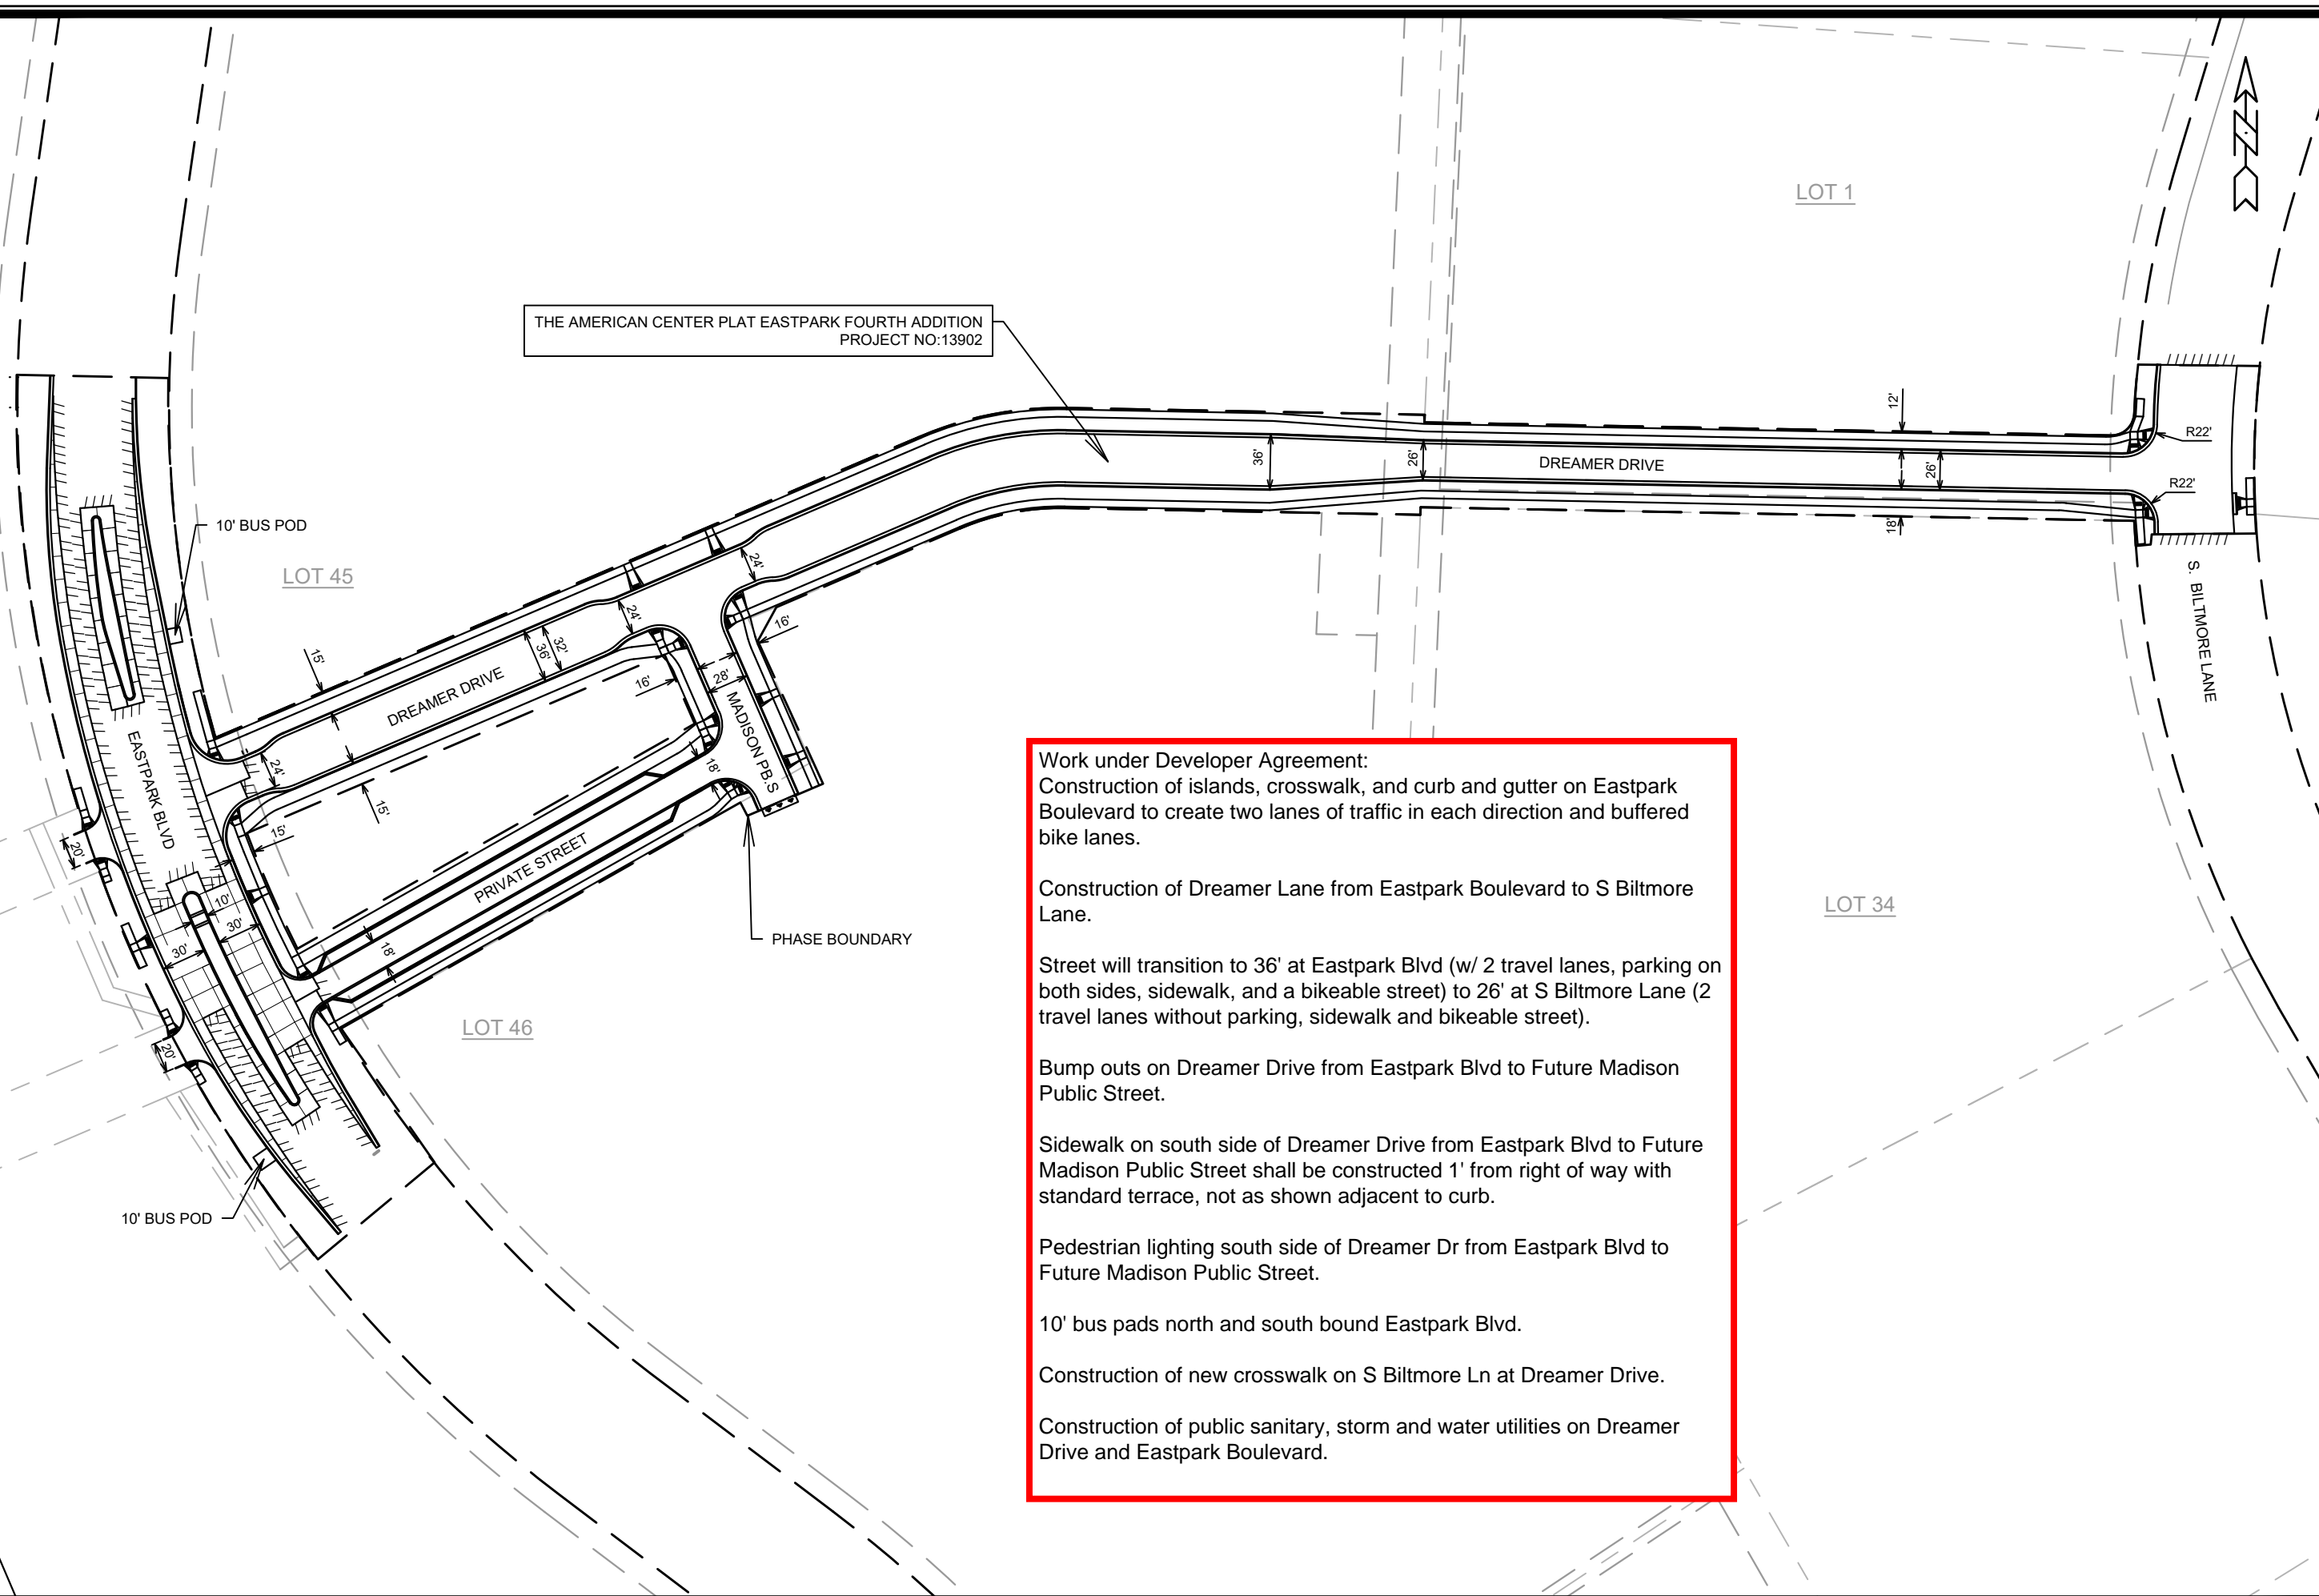 LOT 1
THE AMERICAN CENTER PLAT EASTPARK FOURTH ADDITION
PROJECT NO:13902
12'
R22'
36'
26'
DREAMER DRIVE
26'
R22'
18'
10' BUS POD
LOT 45
S. BILTMORE LANE
24'
24'
16'
32'
36'
15'
16'
28'
DREAMER DRIVE
MADISON PB.S
EASTPARK BLVD
24'
18'
15'
15'
20'
PRIVATE STREET
10'
30'
30'
18'
PHASE BOUNDARY
LOT 34
LOT 46
20'
10' BUS POD
Work under Developer Agreement:
Construction of islands, crosswalk, and curb and gutter on Eastpark
Boulevard to create two lanes of traffic in each direction and buffered
bike lanes.
Construction of Dreamer Lane from Eastpark Boulevard to S Biltmore
Lane.
Street will transition to 36' at Eastpark Blvd (w/ 2 travel lanes, parking on
both sides, sidewalk, and a bikeable street) to 26' at S Biltmore Lane (2
travel lanes without parking, sidewalk and bikeable street).
Bump outs on Dreamer Drive from Eastpark Blvd to Future Madison
Public Street.
Sidewalk on south side of Dreamer Drive from Eastpark Blvd to Future
Madison Public Street shall be constructed 1' from right of way with
standard terrace, not as shown adjacent to curb.
Pedestrian lighting south side of Dreamer Dr from Eastpark Blvd to
Future Madison Public Street.
10' bus pads north and south bound Eastpark Blvd.
Construction of new crosswalk on S Biltmore Ln at Dreamer Drive.
Construction of public sanitary, storm and water utilities on Dreamer
Drive and Eastpark Boulevard.